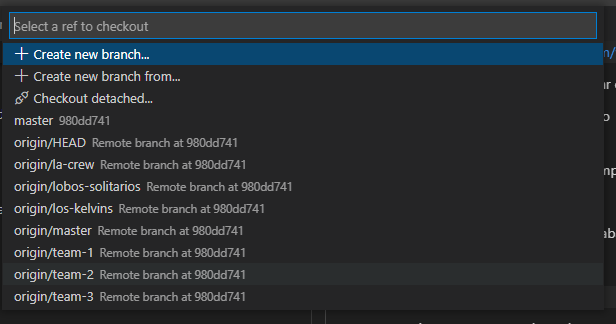 Select a ref to checkout
Create new branch...
Create new branch from...
Checkout detached...
master 980dd741
origin/HEAD Remote branch at 980dd741
origin/la-crew Remote branch at 980dd741
origin/lobos-solitarios Remote branch at 980dd741
origin/los-kelvins Remote branch at 980dd741
origin/master Remote branch at 980dd741
origin/team-1 Remote branch at 980dd741
origin/team-2 Remote branch at 980dd741
origin/team-3 Remote branch at 980dd741